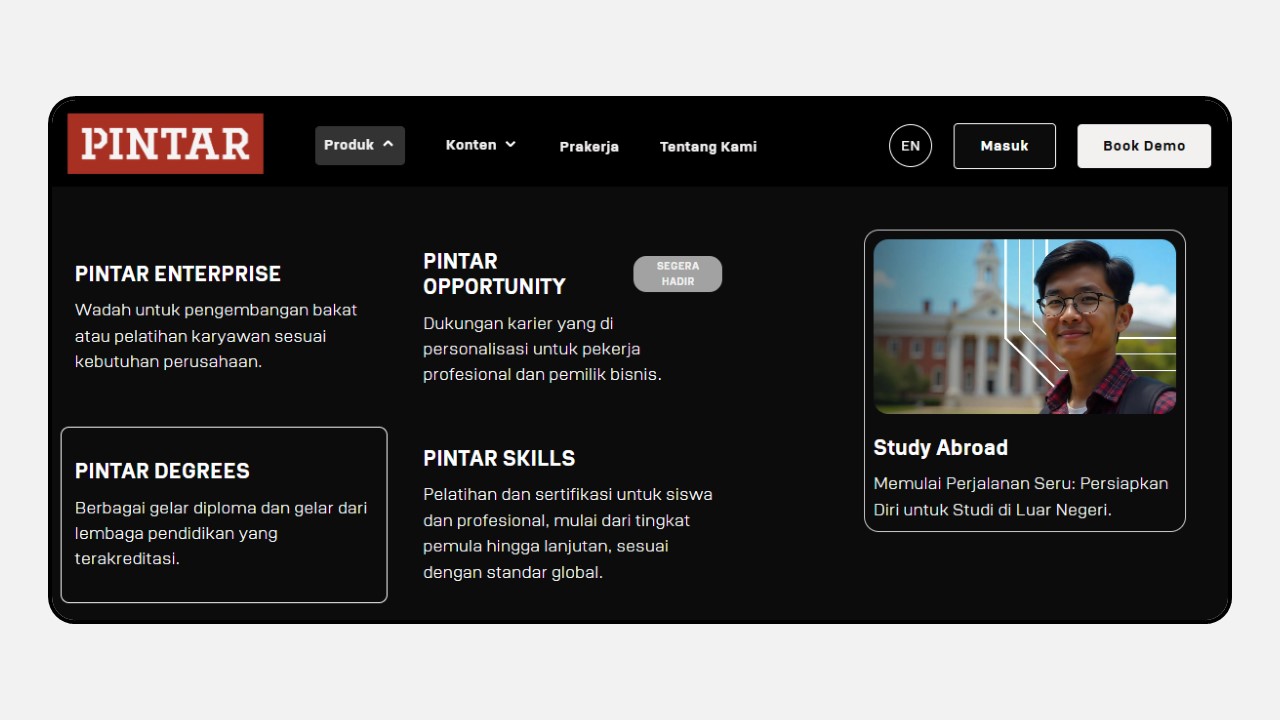 PINTAR
Produk
Konten
Prakerja
Tentang Kami
EN
Masuk
Book Demo
PINTAR ENTERPRISE
Wadah untuk pengembangan bakat
atau pelatihan karyawan sesuai
kebutuhan perusahaan.
PINTAR
OPPORTUNITY
SEGERA
HADIR
Dukungan karier yang di
personalisasi untuk pekerja
profesional dan pemilik bisnis.
PINTAR DEGREES
Berbagai gelar diploma dan gelar dari
lembaga pendidikan yang
terakreditasi.
PINTAR SKILLS
Pelatihan dan sertifikasi untuk siswa
dan profesional, mulai dari tingkat
pemula hingga lanjutan, sesuai
dengan standar global.
Study Abroad
Memulai Perjalanan Seru: Persiapkan
Diri untuk Studi di Luar Negeri.